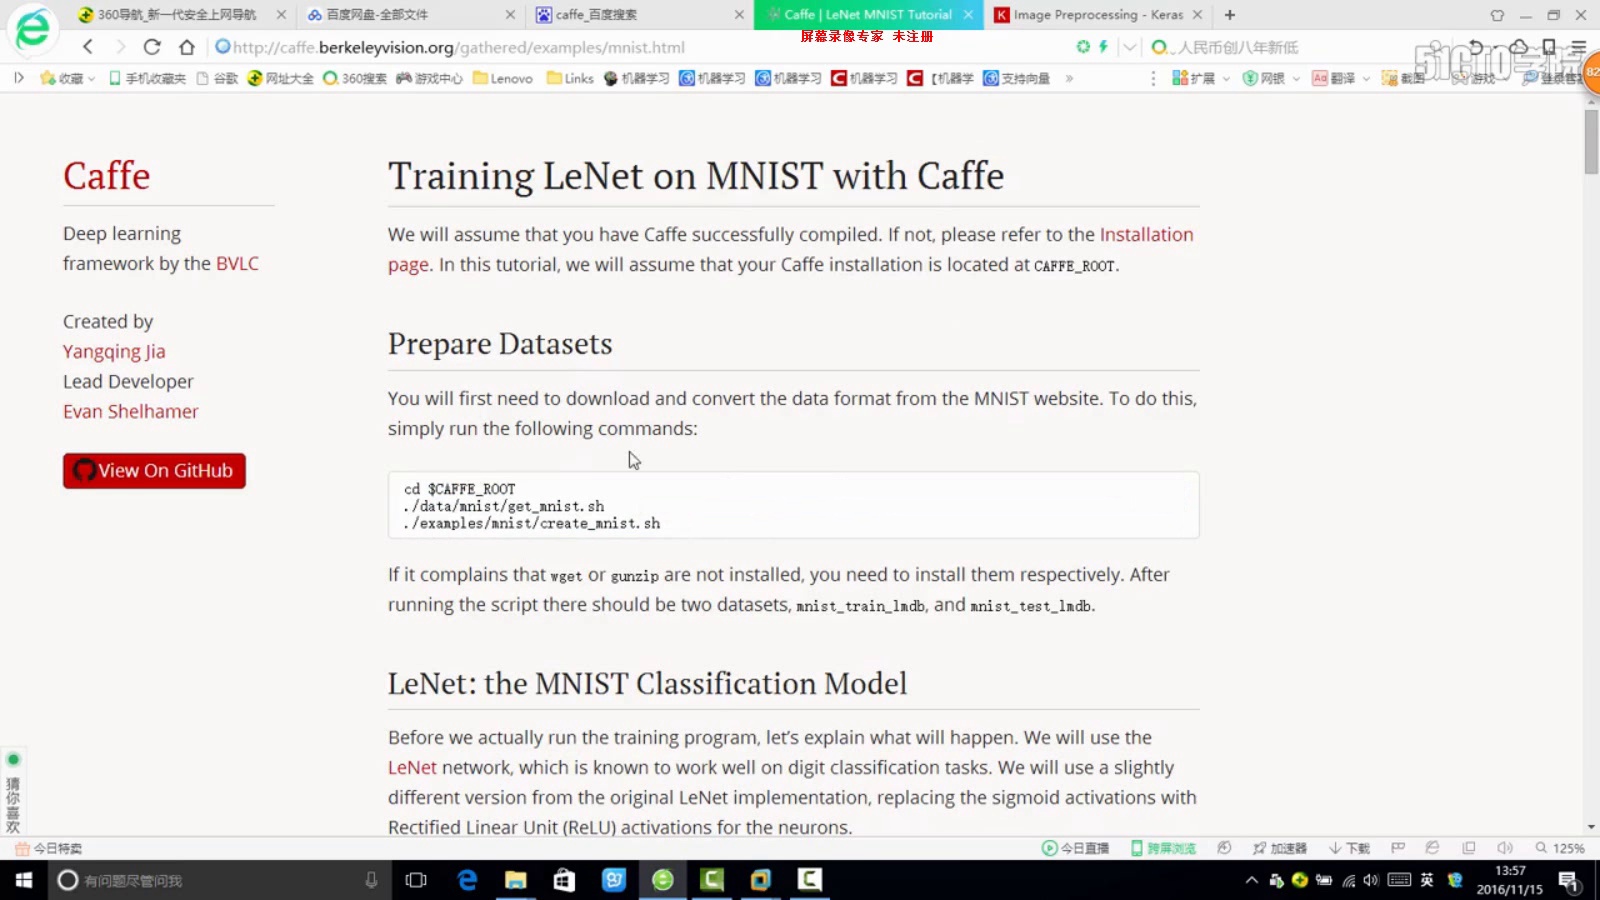 360导航_新一代安全上网导航
百度网盘-全部文件
caffe_百度搜索
Caffe | LeNet MNIST Tutorial
Image Preprocessing - Keras
屏幕录像专家 未注册
http://caffe.berkeleyvision.org/gathered/examples/mnist.html
人民币创八年新低
51CTO学院
收藏
手机收藏夹
谷歌
网址大全
360搜索
游戏中心
Lenovo
Links
机器学习
机器学习
机器学习
机器学习
【机器学
支持向量
扩展
网银
翻译
截图
游戏
82
Caffe
Deep learning
framework by the BVLC
Created by
Yangqing Jia
Lead Developer
Evan Shelhamer
View On GitHub
Training LeNet on MNIST with Caffe
We will assume that you have Caffe successfully compiled. If not, please refer to the Installation
page. In this tutorial, we will assume that your Caffe installation is located at CAFFE_ROOT.
Prepare Datasets
You will first need to download and convert the data format from the MNIST website. To do this,
simply run the following commands:
cd $CAFFE_ROOT
./data/mnist/get_mnist.sh
./examples/mnist/create_mnist.sh
If it complains that wget or gunzip are not installed, you need to install them respectively. After
running the script there should be two datasets, mnist_train_lmdb, and mnist_test_lmdb.
LeNet: the MNIST Classification Model
Before we actually run the training program, let's explain what will happen. We will use the
LeNet network, which is known to work well on digit classification tasks. We will use a slightly
different version from the original LeNet implementation, replacing the sigmoid activations with
Rectified Linear Unit (ReLU) activations for the neurons.
猜你喜欢
今日特卖
今日直播
跨屏浏览
加速器
下载
125%
有问题尽管问我
英
13:57
2016/11/15
1